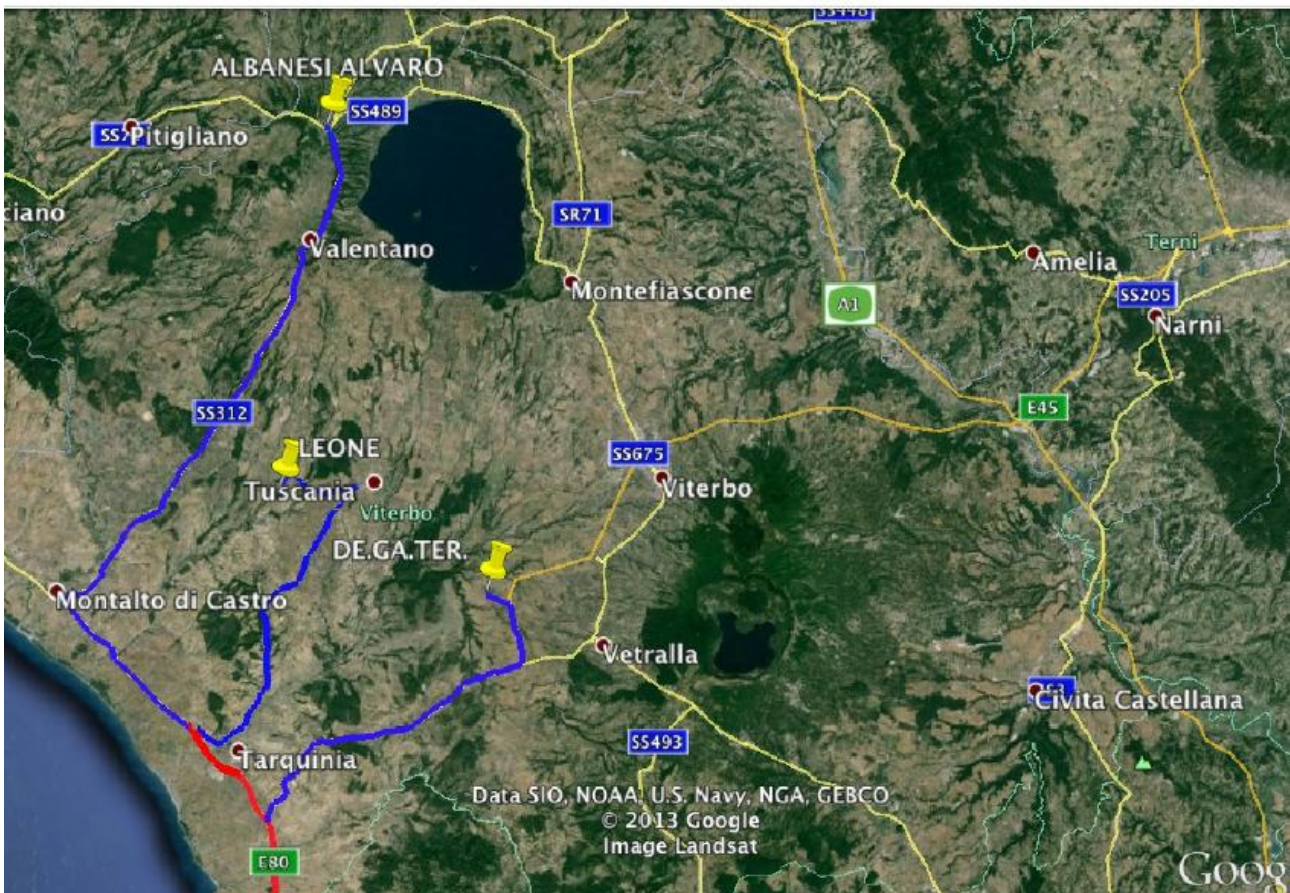 SS448
ALBANESI ALVARO
SS489
Pitigliano
ciano
SR71
Valentano
Terni
Amelia
Montefiascone
SS205
A1
Narni
SS312
E45
LEONE
SS675
Tuscania
Viterbo
Viterbo
DE.GA.TER.
Montalto di Castro
Vetralla
Civita Castellana
SS493
Tarquinia
Data SIO, NOAA, U.S. Navy, NGA, GEBCO
© 2013 Google
Image Landsat
E80
Goog